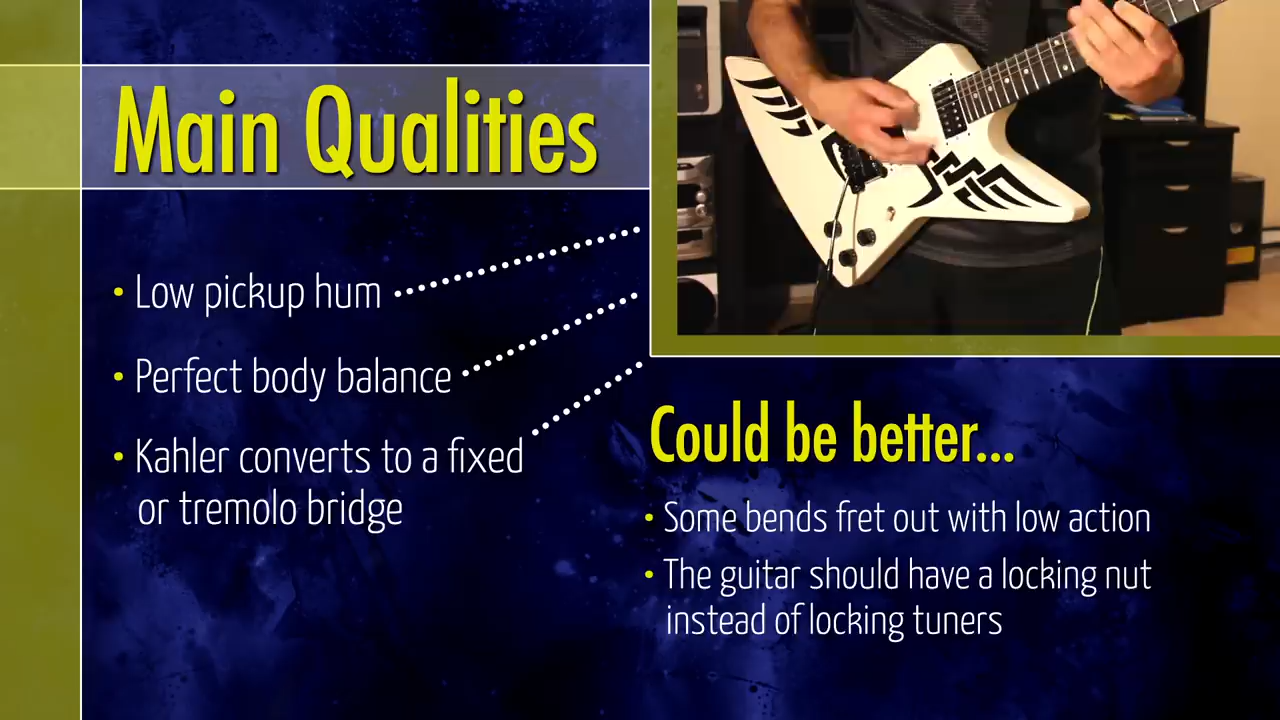 Main Qualities
• Low pickup hum
• Perfect body balance
• Kahler converts to a fixed
or tremolo bridge
Could be better...
• Some bends fret out with low action
• The guitar should have a locking nut
instead of locking tuners